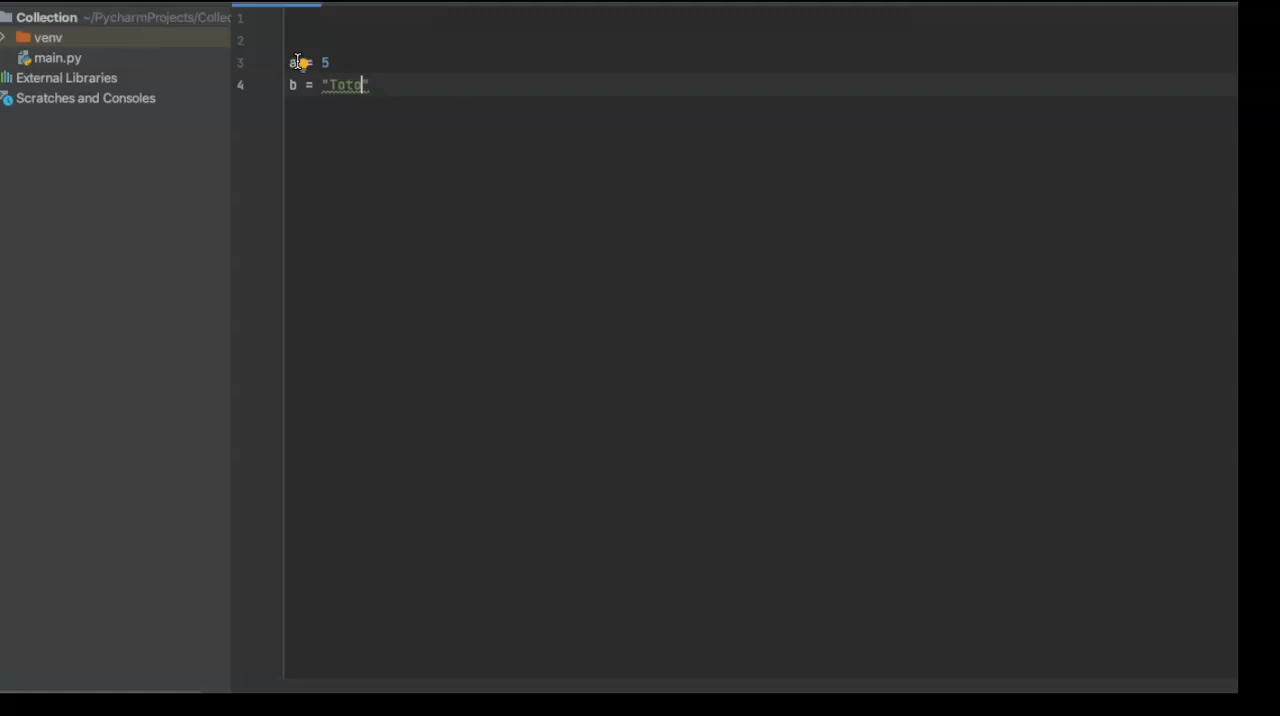 Collection ~/PycharmProjects/Collec
venv
main.py
External Libraries
Scratches and Consoles
1
2
3 a = 5
4 b = "Toto"